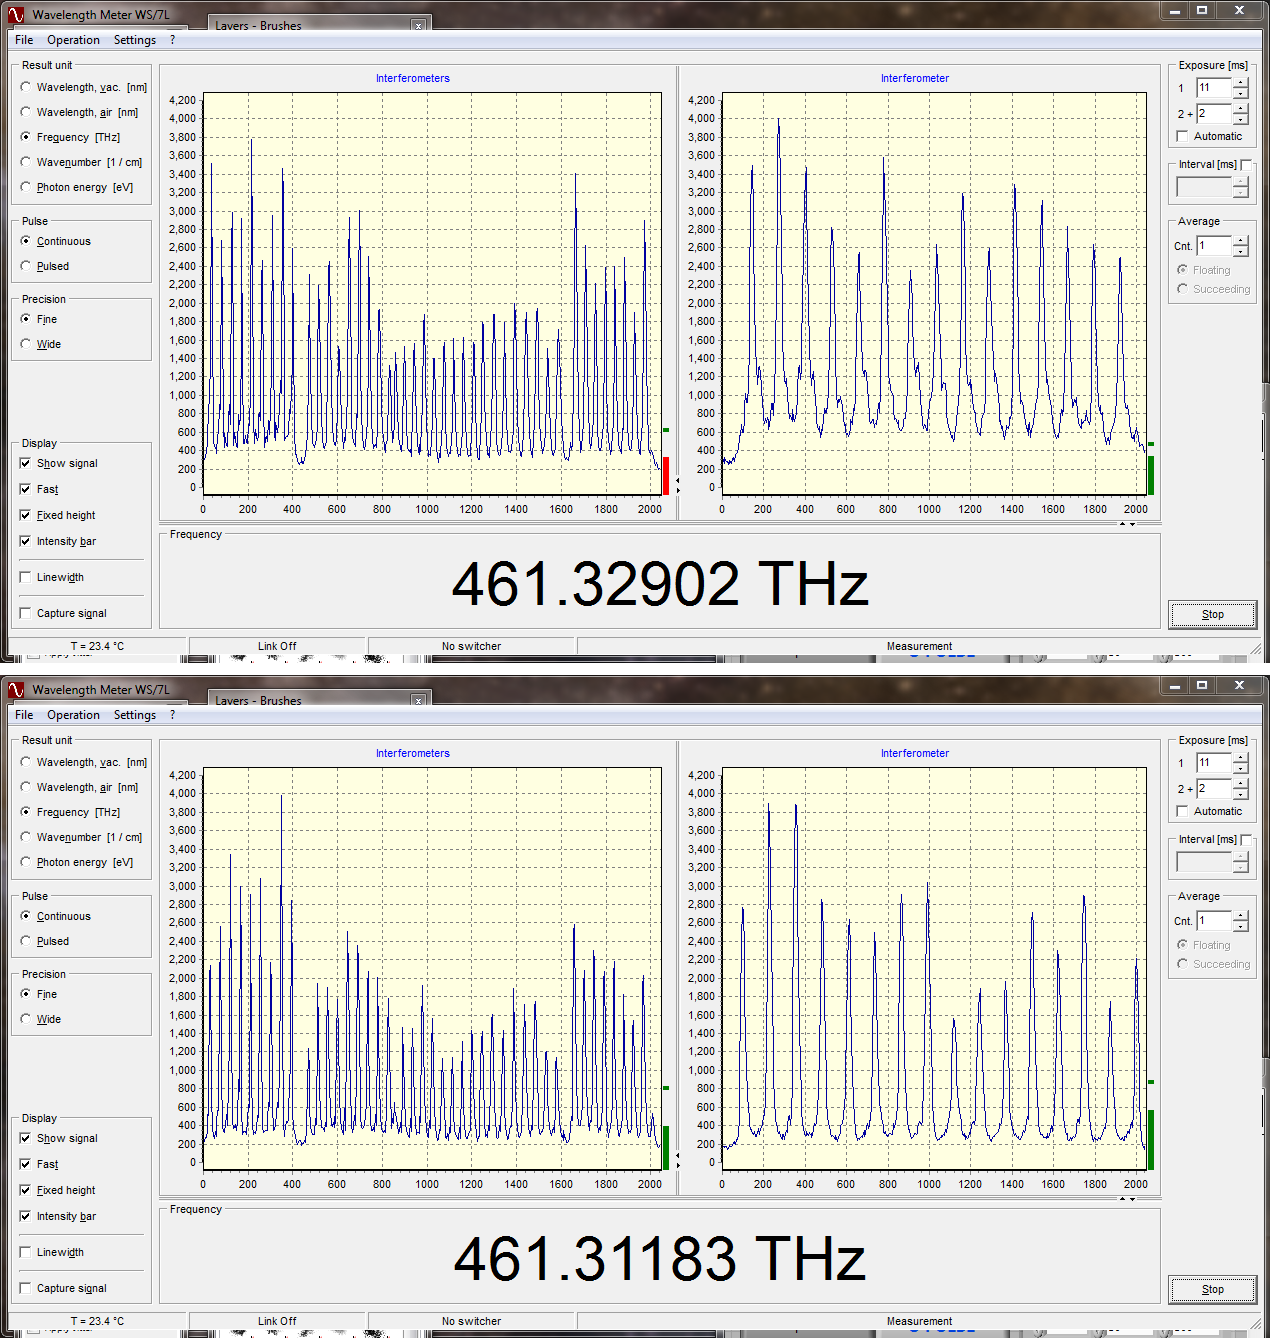 Wavelength Meter WS/7L
Layers - Brushes
File Operation Settings ?
Result unit
Wavelength, vac. [nm]
Wavelength, air [nm]
Frequency [THz]
Wavenumber [1 / cm]
Photon energy [eV]
Pulse
Continuous
Pulsed
Precision
Fine
Wide
Display
Show signal
Fast
Fixed height
Intensity bar
Linewidth
Capture signal
Interferometers
4,200
4,000
3,800
3,600
3,400
3,200
3,000
2,800
2,600
2,400
2,200
2,000
1,800
1,600
1,400
1,200
1,000
800
600
400
200
0
0 200 400 600 800 1000 1200 1400 1600 1800 2000
Interferometer
4,200
4,000
3,800
3,600
3,400
3,200
3,000
2,800
2,600
2,400
2,200
2,000
1,800
1,600
1,400
1,200
1,000
800
600
400
200
0
0 200 400 600 800 1000 1200 1400 1600 1800 2000
Exposure [ms]
1 11
2 + 2
Automatic
Interval [ms]
Average
Cnt. 1
Floating
Succeeding
Frequency
461.32902 THz
Stop
T = 23.4 °C Link Off No switcher Measurement
Wavelength Meter WS/7L
Layers - Brushes
File Operation Settings ?
Result unit
Wavelength, vac. [nm]
Wavelength, air [nm]
Frequency [THz]
Wavenumber [1 / cm]
Photon energy [eV]
Pulse
Continuous
Pulsed
Precision
Fine
Wide
Display
Show signal
Fast
Fixed height
Intensity bar
Linewidth
Capture signal
Interferometers
4,200
4,000
3,800
3,600
3,400
3,200
3,000
2,800
2,600
2,400
2,200
2,000
1,800
1,600
1,400
1,200
1,000
800
600
400
200
0
0 200 400 600 800 1000 1200 1400 1600 1800 2000
Interferometer
4,200
4,000
3,800
3,600
3,400
3,200
3,000
2,800
2,600
2,400
2,200
2,000
1,800
1,600
1,400
1,200
1,000
800
600
400
200
0
0 200 400 600 800 1000 1200 1400 1600 1800 2000
Exposure [ms]
1 11
2 + 2
Automatic
Interval [ms]
Average
Cnt. 1
Floating
Succeeding
Frequency
461.31183 THz
Stop
T = 23.4 °C Link Off No switcher Measurement